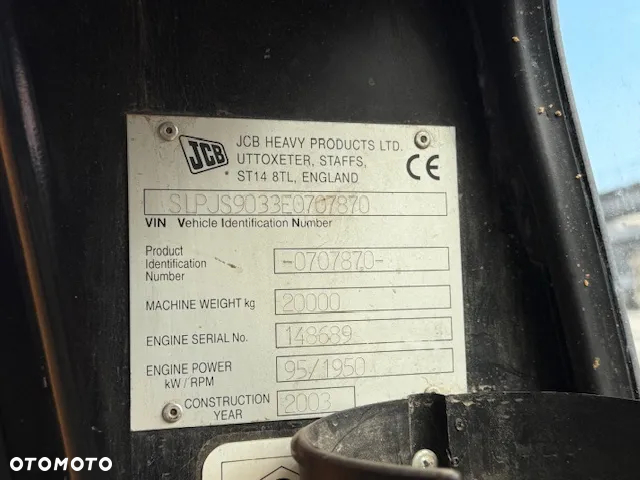 JCB
JCB HEAVY PRODUCTS LTD.
UTTOXETER, STAFFS,
ST14 8TL, ENGLAND
CE
SLPJS9033E0707870
VIN Vehicle Identification Number
Product
Identification
Number
-0707870-
MACHINE WEIGHT kg 20000
ENGINE SERIAL No. 148689
ENGINE POWER
kW / RPM
95/1950
CONSTRUCTION
YEAR
2003
OTOMOTO